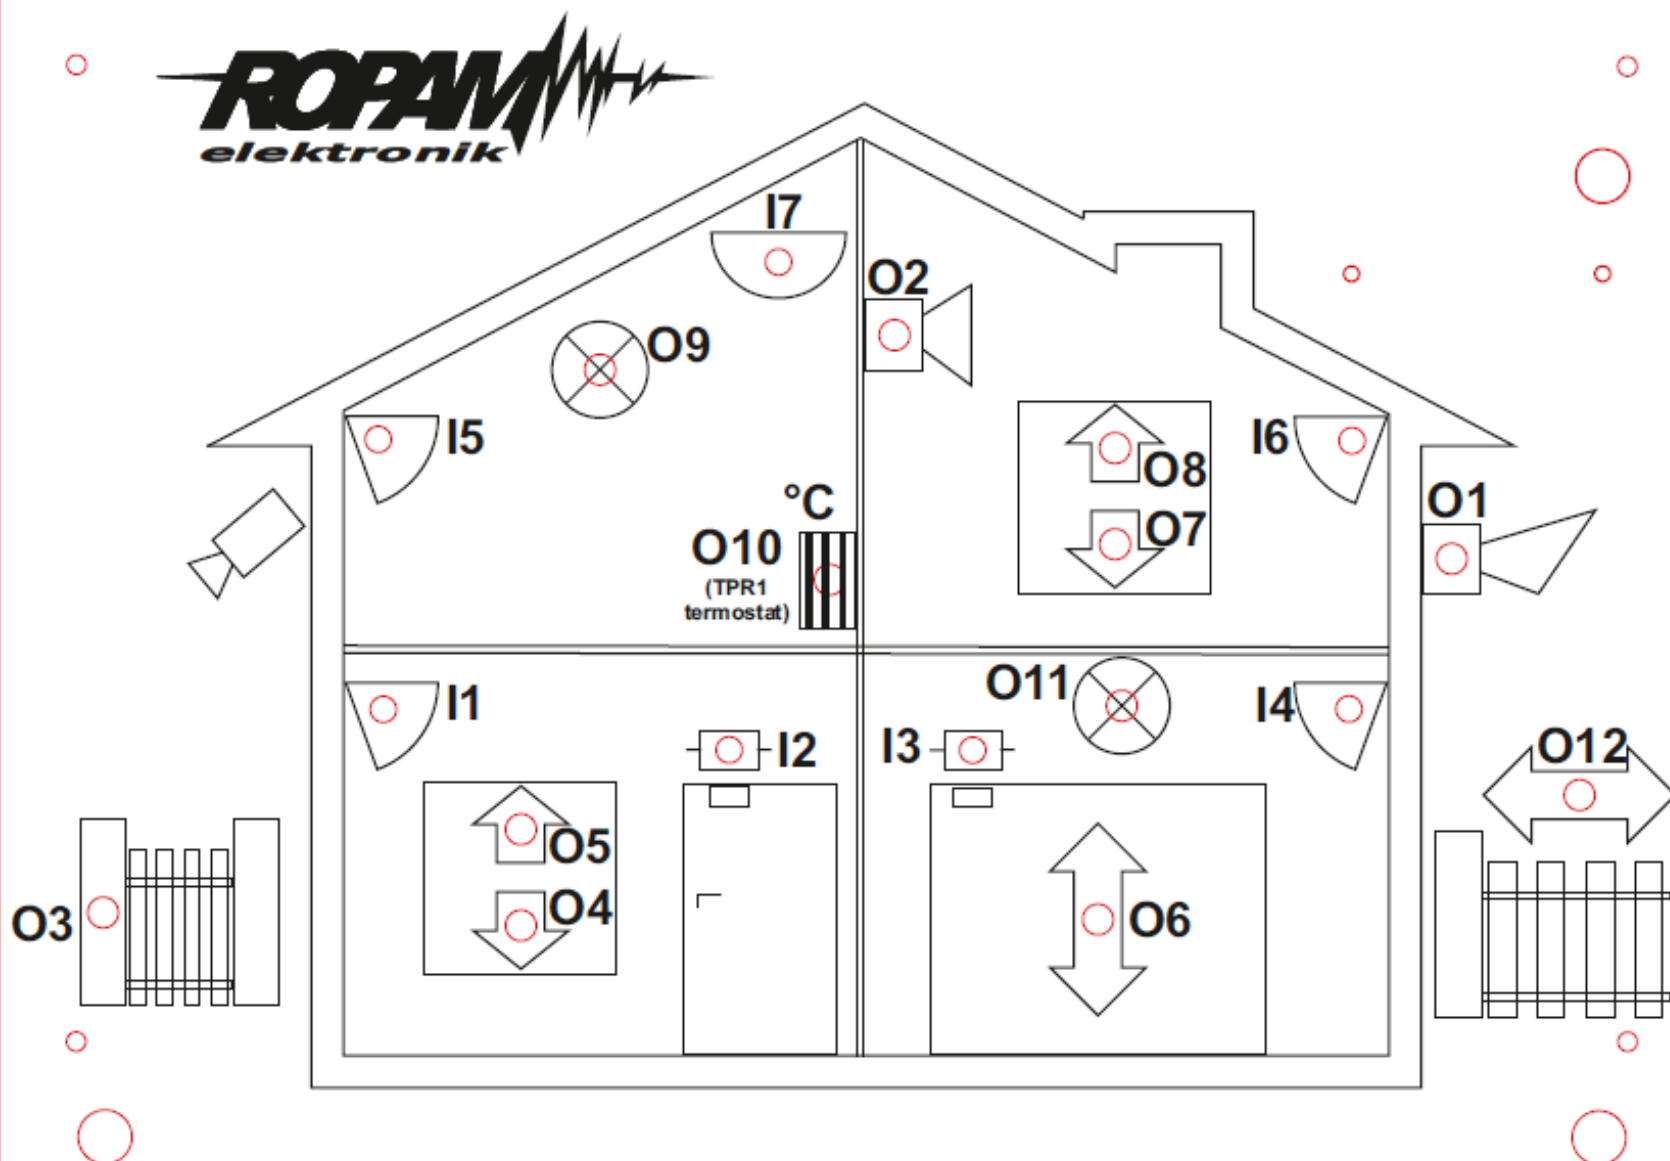 ROPAM
elektronik
I7
O2
O9
I5
I6
O8
O7
°C
O10
(TPR1
termostat)
O1
I1
O11
I4
I2
I3
O12
O5
O4
O3
O6